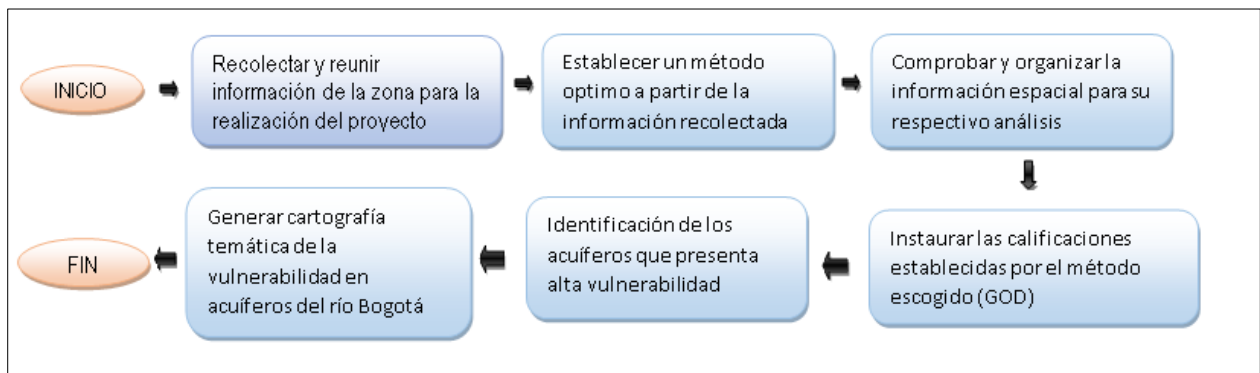 INICIO
Recolectar y reunir
información de la zona para la
realización del proyecto
Establecer un método
optimo a partir de la
información recolectada
Comprobar y organizar la
información espacial para su
respectivo análisis
Instaurar las calificaciones
establecidas por el método
escogido (GOD)
Identificación de los
acuíferos que presenta
alta vulnerabilidad
Generar cartografía
temática de la
vulnerabilidad en
acuíferos del río Bogotá
FIN